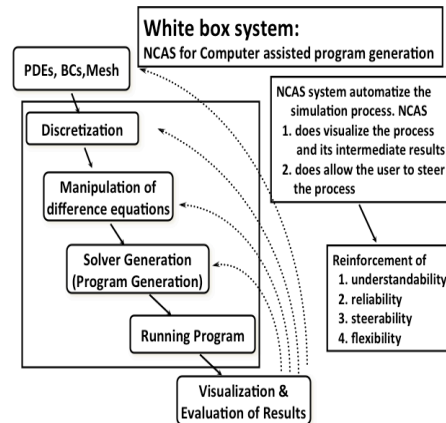 White box system:
NCAS for Computer assisted program generation
PDEs, BCs,Mesh
NCAS system automatize the
simulation process. NCAS
1. does visualize the process
and its intermediate results
2. does allow the user to steer
the process
Discretization
Manipulation of
difference equations
Solver Generation
(Program Generation)
Running Program
Visualization &
Evaluation of Results
Reinforcement of
1. understandability
2. reliability
3. steerability
4. flexibility